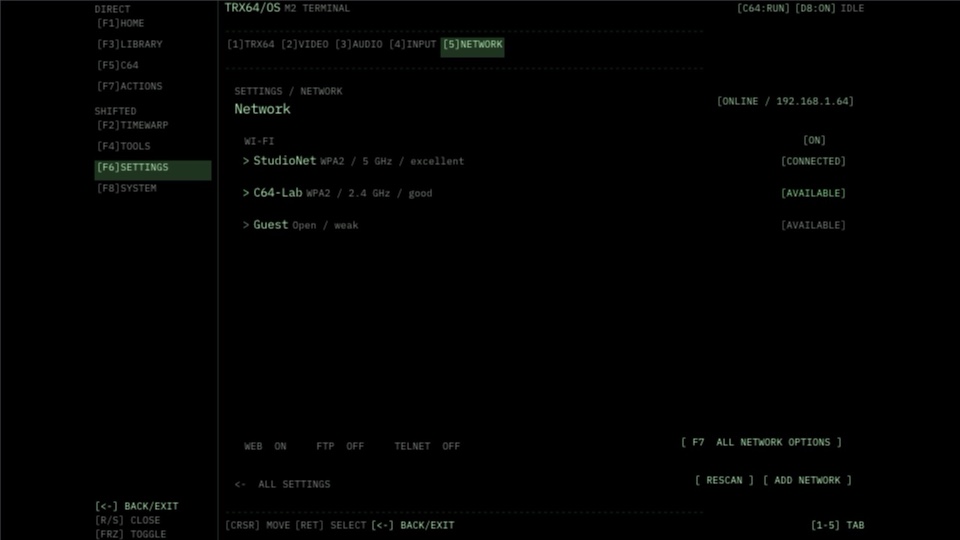 DIRECT
[F1]HOME
[F3]LIBRARY
[F5]C64
[F7]ACTIONS
SHIFTED
[F2]TIMEWARP
[F4]TOOLS
[F6]SETTINGS
[F8]SYSTEM
[<-] BACK/EXIT
[R/S] CLOSE
[FRZ] TOGGLE
TRX64/OS M2 TERMINAL [C64:RUN] [D8:ON] IDLE
[1]TRX64 [2]VIDEO [3]AUDIO [4]INPUT [5]NETWORK
SETTINGS / NETWORK
Network [ONLINE / 192.168.1.64]
WI-FI [ON]
> StudioNet WPA2 / 5 GHz / excellent [CONNECTED]
> C64-Lab WPA2 / 2.4 GHz / good [AVAILABLE]
> Guest Open / weak [AVAILABLE]
WEB ON FTP OFF TELNET OFF [ F7 ALL NETWORK OPTIONS ]
<- ALL SETTINGS [ RESCAN ] [ ADD NETWORK ]
[CRSR] MOVE [RET] SELECT [<-] BACK/EXIT [1-5] TAB